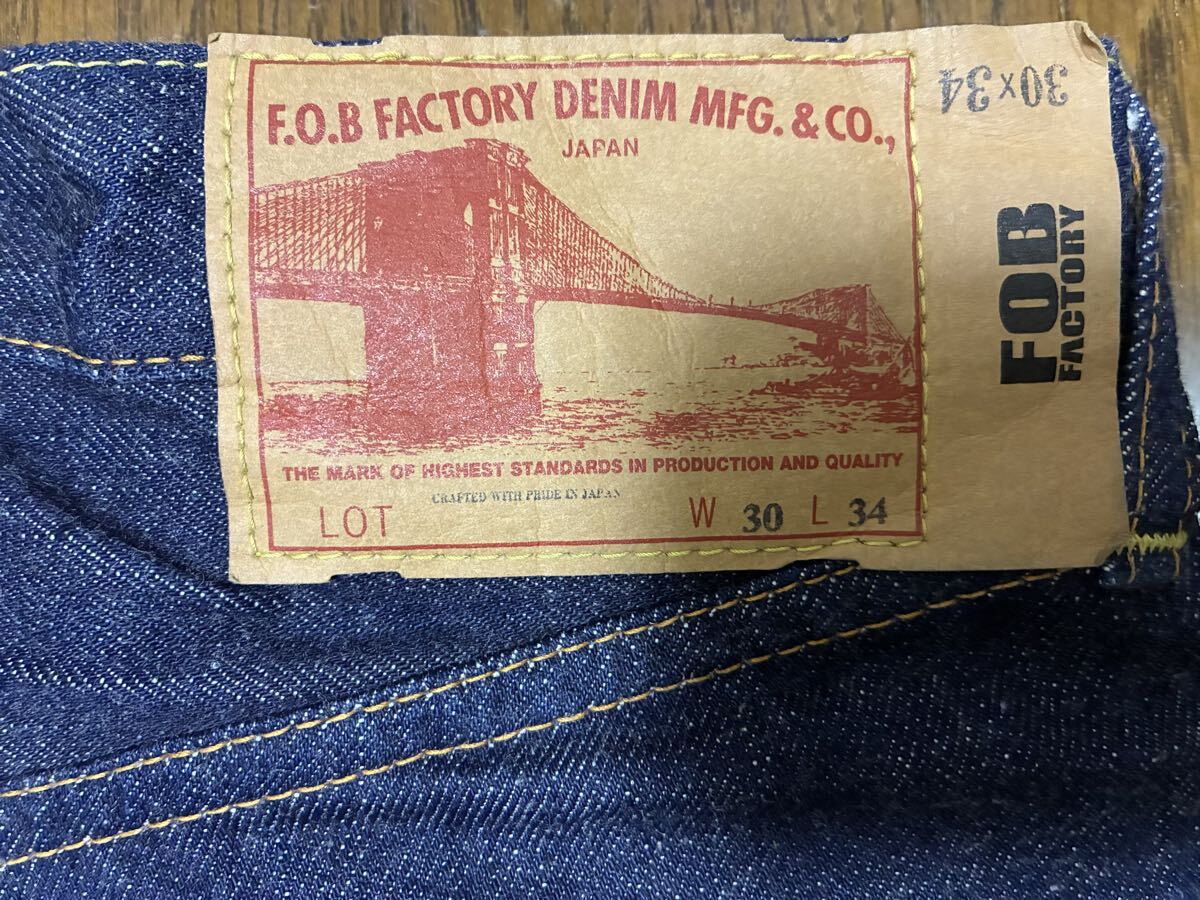 F.O.B FACTORY DENIM MFG. & CO.,
JAPAN
THE MARK OF HIGHEST STANDARDS IN PRODUCTION AND QUALITY
CRAFTED WITH PRIDE IN JAPAN
LOT W 30 L 34
30×34
FOB
FACTORY